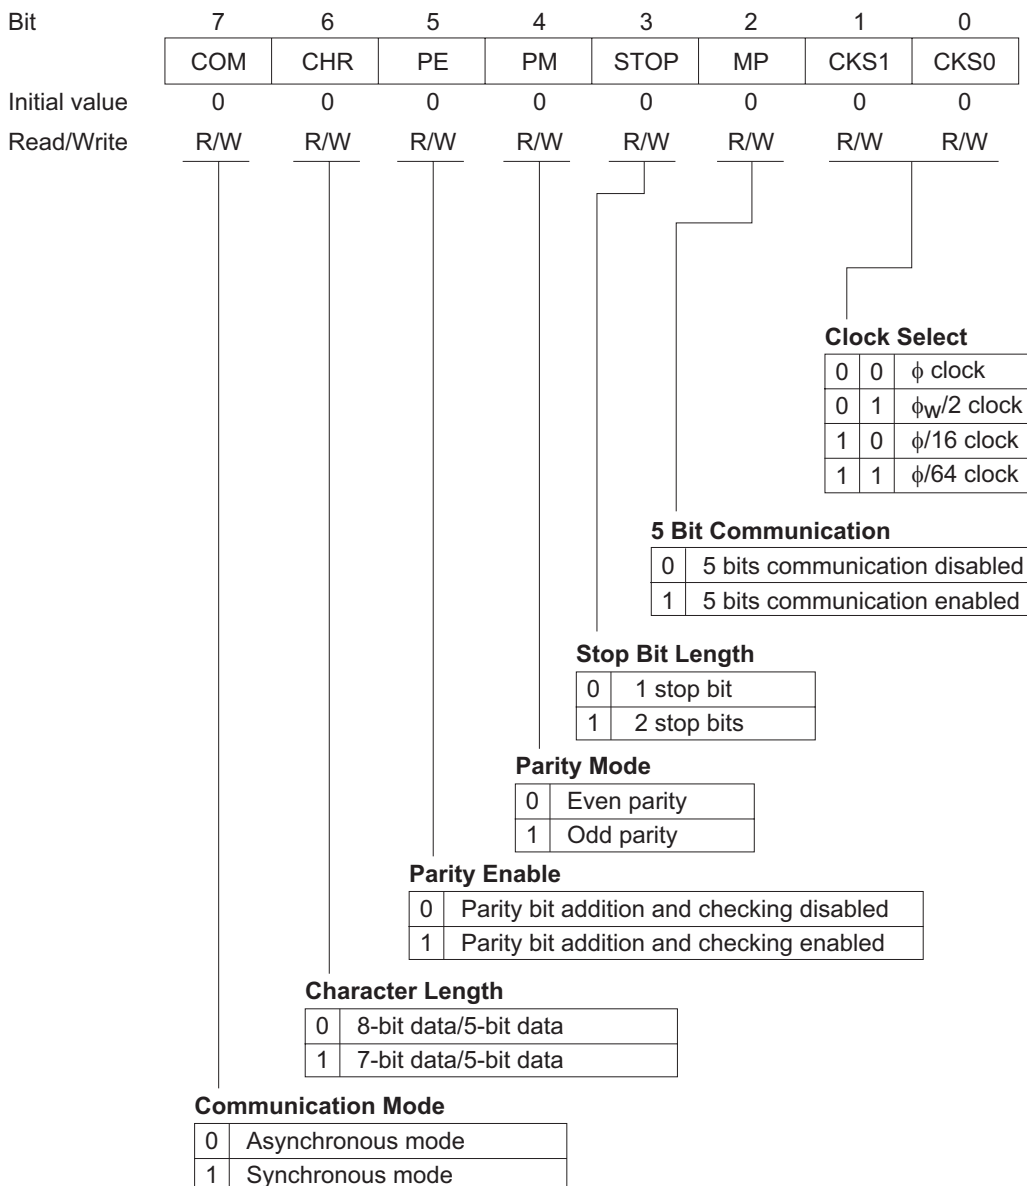 Bit 7 6 5 4 3 2 1 0
COM CHR PE PM STOP MP CKS1 CKS0
Initial value 0 0 0 0 0 0 0 0
Read/Write R/W R/W R/W R/W R/W R/W R/W R/W
Clock Select
0 0 ϕ clock
0 1 ϕW/2 clock
1 0 ϕ/16 clock
1 1 ϕ/64 clock
5 Bit Communication
0 5 bits communication disabled
1 5 bits communication enabled
Stop Bit Length
0 1 stop bit
1 2 stop bits
Parity Mode
0 Even parity
1 Odd parity
Parity Enable
0 Parity bit addition and checking disabled
1 Parity bit addition and checking enabled
Character Length
0 8-bit data/5-bit data
1 7-bit data/5-bit data
Communication Mode
0 Asynchronous mode
1 Synchronous mode